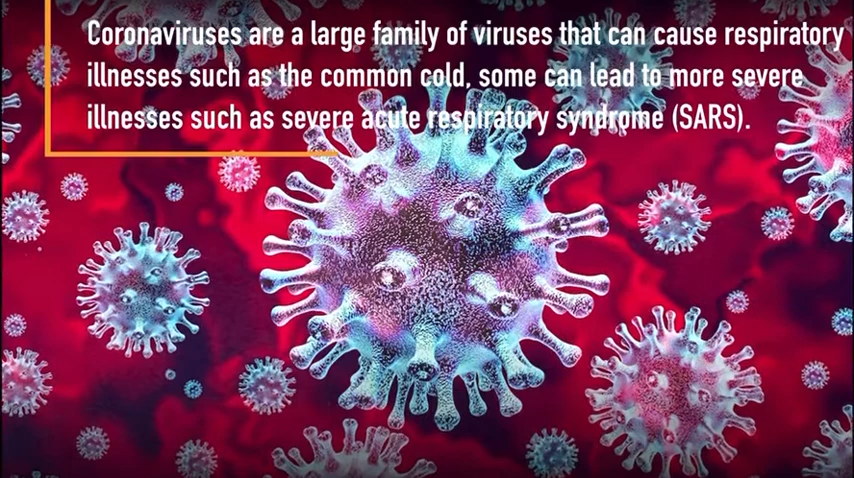 Coronaviruses are a large family of viruses that can cause respiratory
illnesses such as the common cold, some can lead to more severe
illnesses such as severe acute respiratory syndrome (SARS).